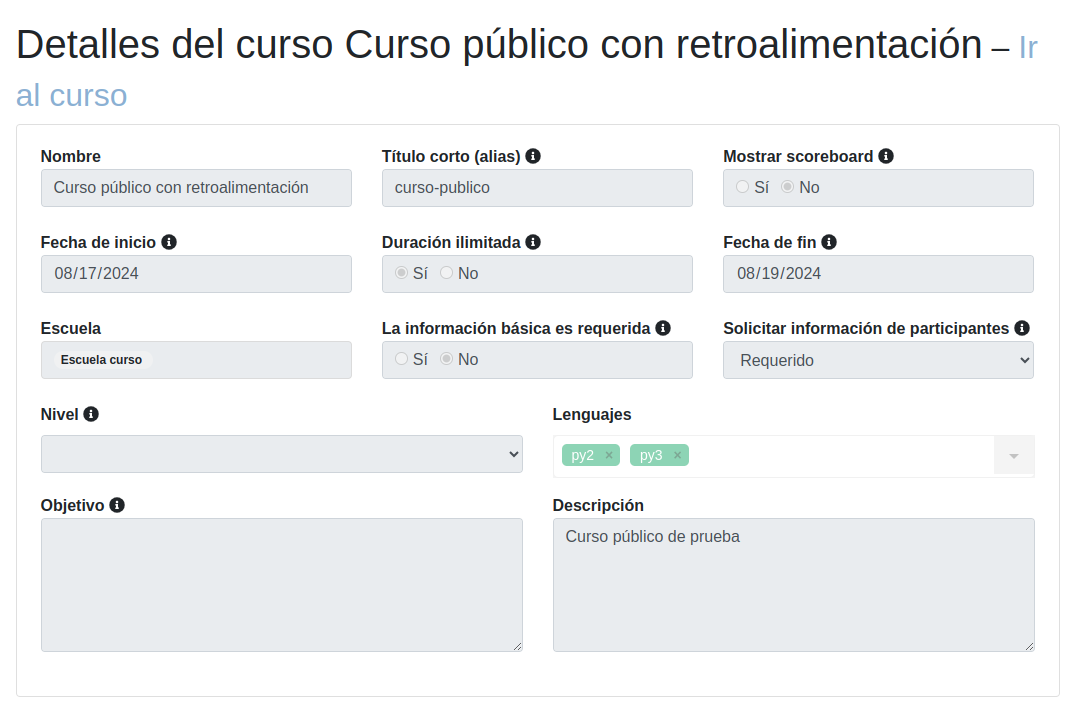 Detalles del curso Curso público con retroalimentación – Ir
al curso
Nombre
Título corto (alias)
Mostrar scoreboard
Curso público con retroalimentación
curso-publico
Sí No
Fecha de inicio
Duración ilimitada
Fecha de fin
08/17/2024
Sí No
08/19/2024
Escuela
La información básica es requerida
Solicitar información de participantes
Escuela curso
Sí No
Requerido
Nivel
Lenguajes
py2 × py3 ×
Objetivo
Descripción
Curso público de prueba